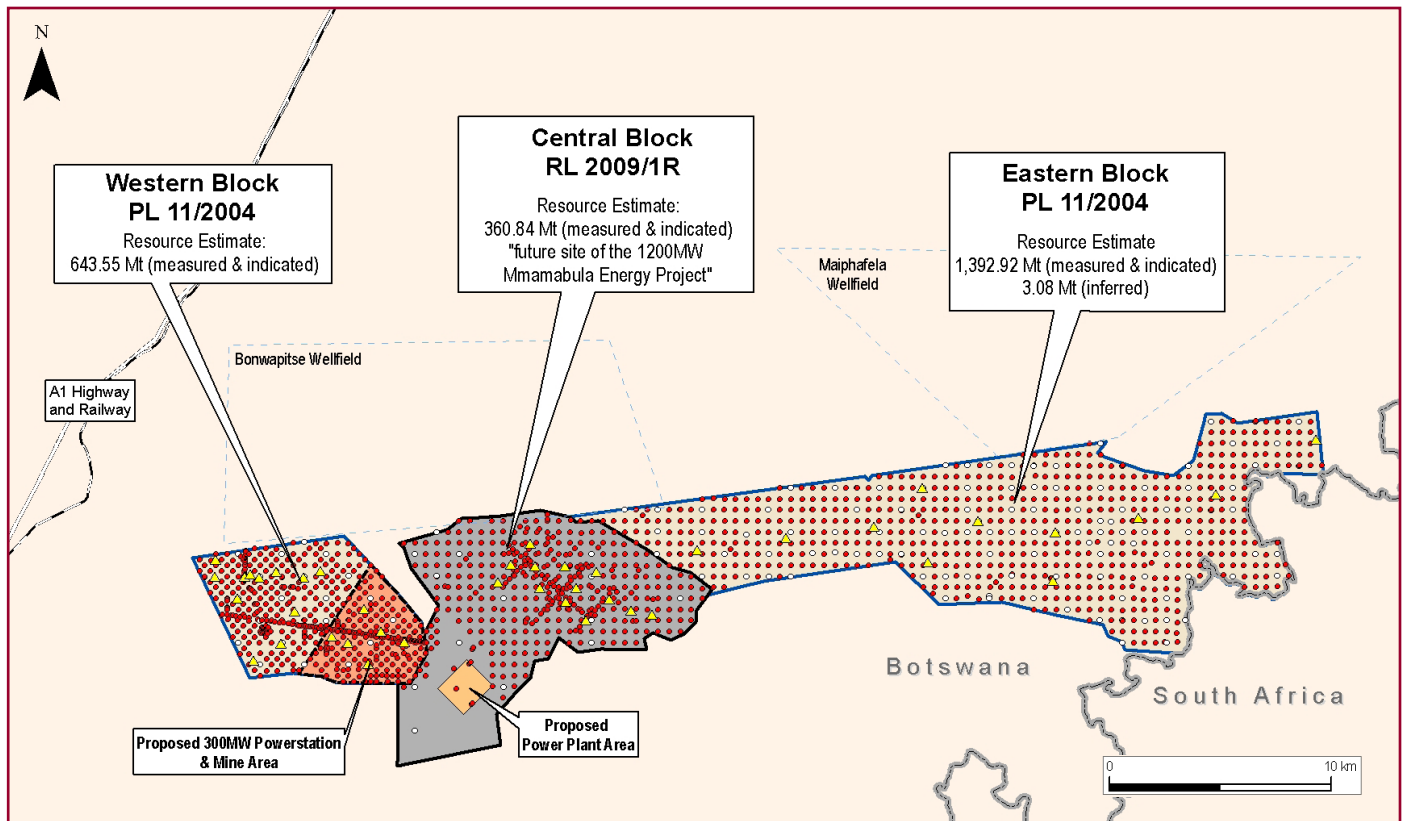 N
Western Block
PL 11/2004
Resource Estimate:
643.55 Mt (measured & indicated)
Central Block
RL 2009/1R
Resource Estimate:
360.84 Mt (measured & indicated)
"future site of the 1200MW
Mmamabula Energy Project"
Eastern Block
PL 11/2004
Resource Estimate
1,392.92 Mt (measured & indicated)
3.08 Mt (inferred)
Maiphafela
Wellfield
Bonwapitse Wellfield
A1 Highway
and Railway
Botswana
South Africa
Proposed 300MW Powerstation
& Mine Area
Proposed
Power Plant Area
0 10 km